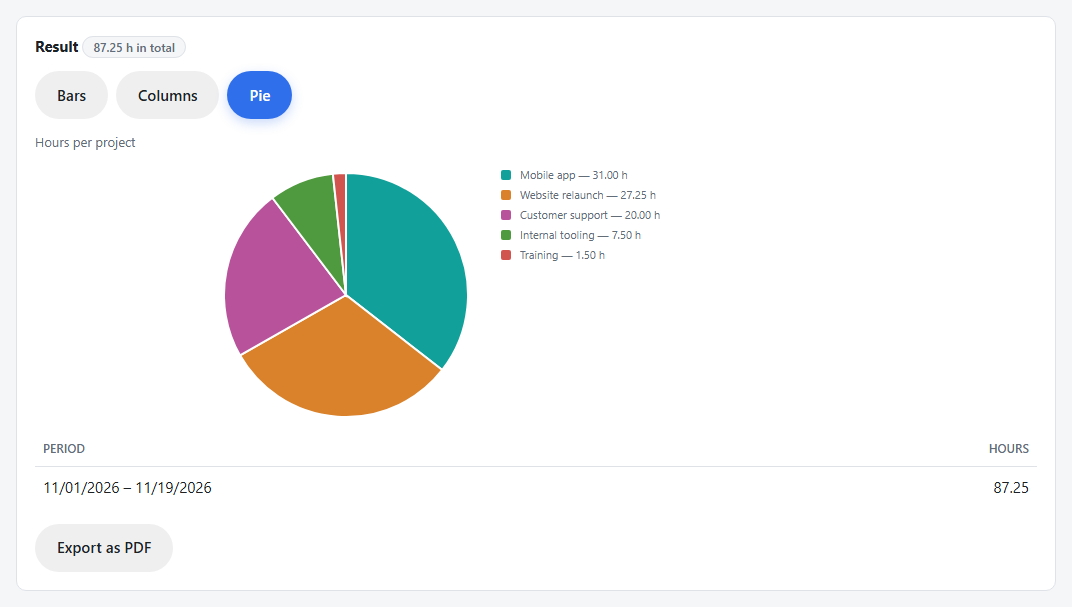 Result 87.25 h in total
Bars Columns Pie
Hours per project
Mobile app — 31.00 h
Website relaunch — 27.25 h
Customer support — 20.00 h
Internal tooling — 7.50 h
Training — 1.50 h
PERIOD HOURS
11/01/2026 – 11/19/2026 87.25
Export as PDF